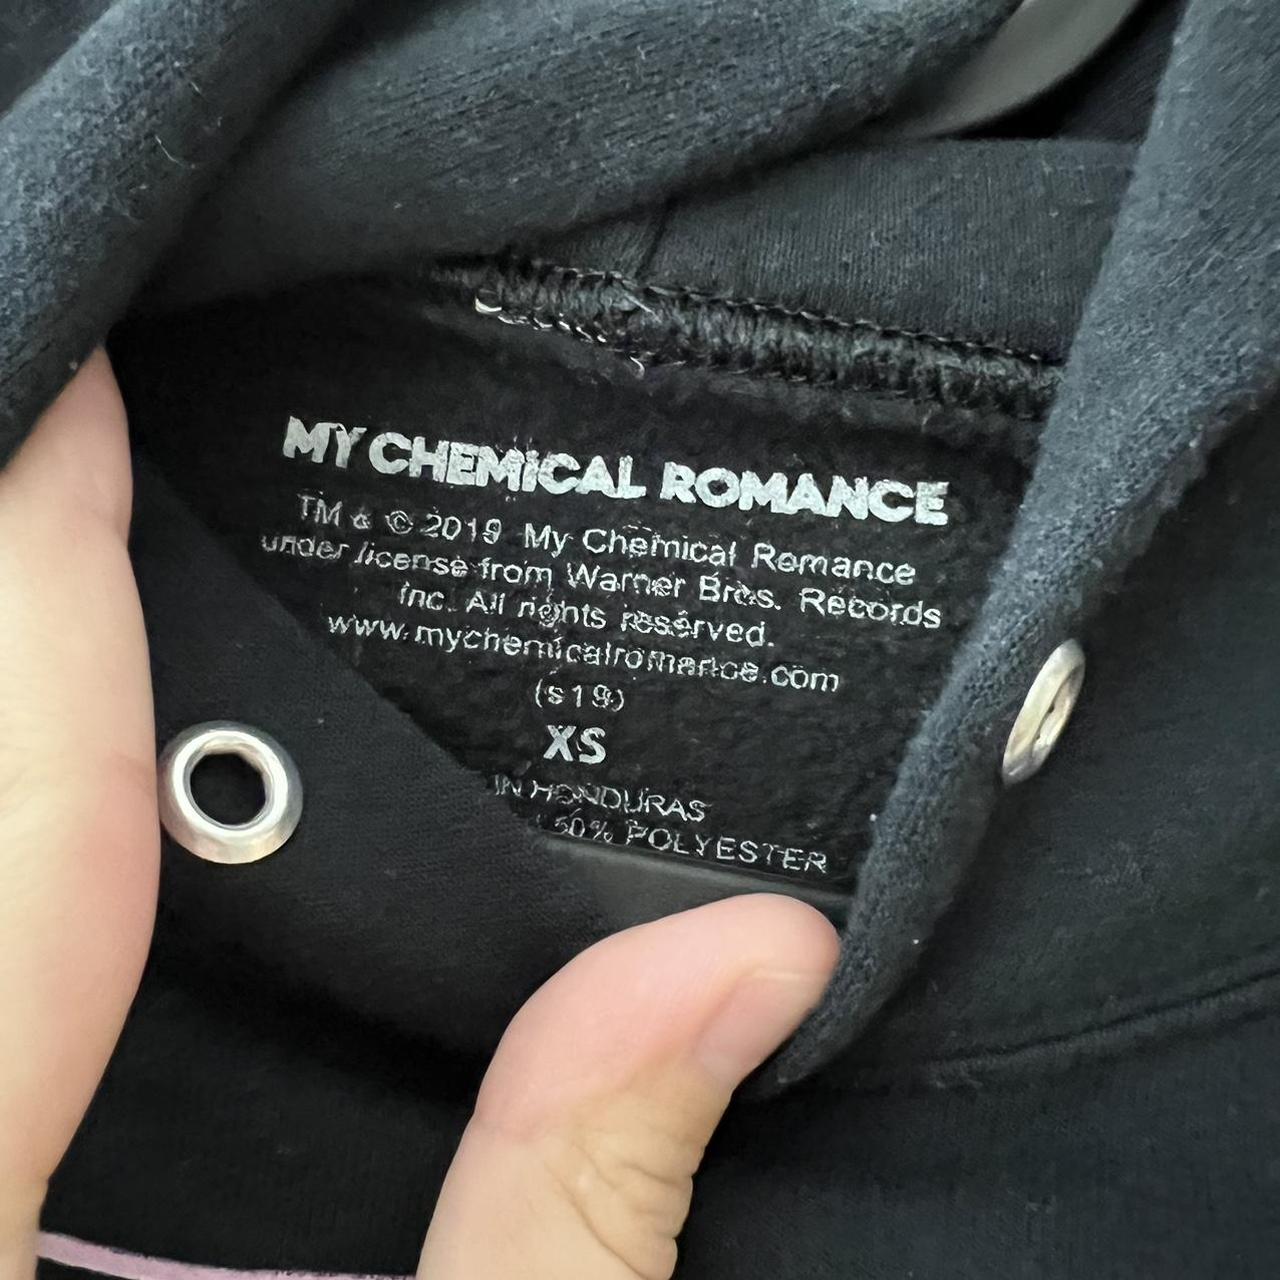 MY CHEMICAL ROMANCE
TM & © 2019 My Chemical Romance
under license from Warner Bros. Records
Inc. All rights reserved.
www.mychemicalromance.com
(s19)
XS
IN HONDURAS
50% POLYESTER